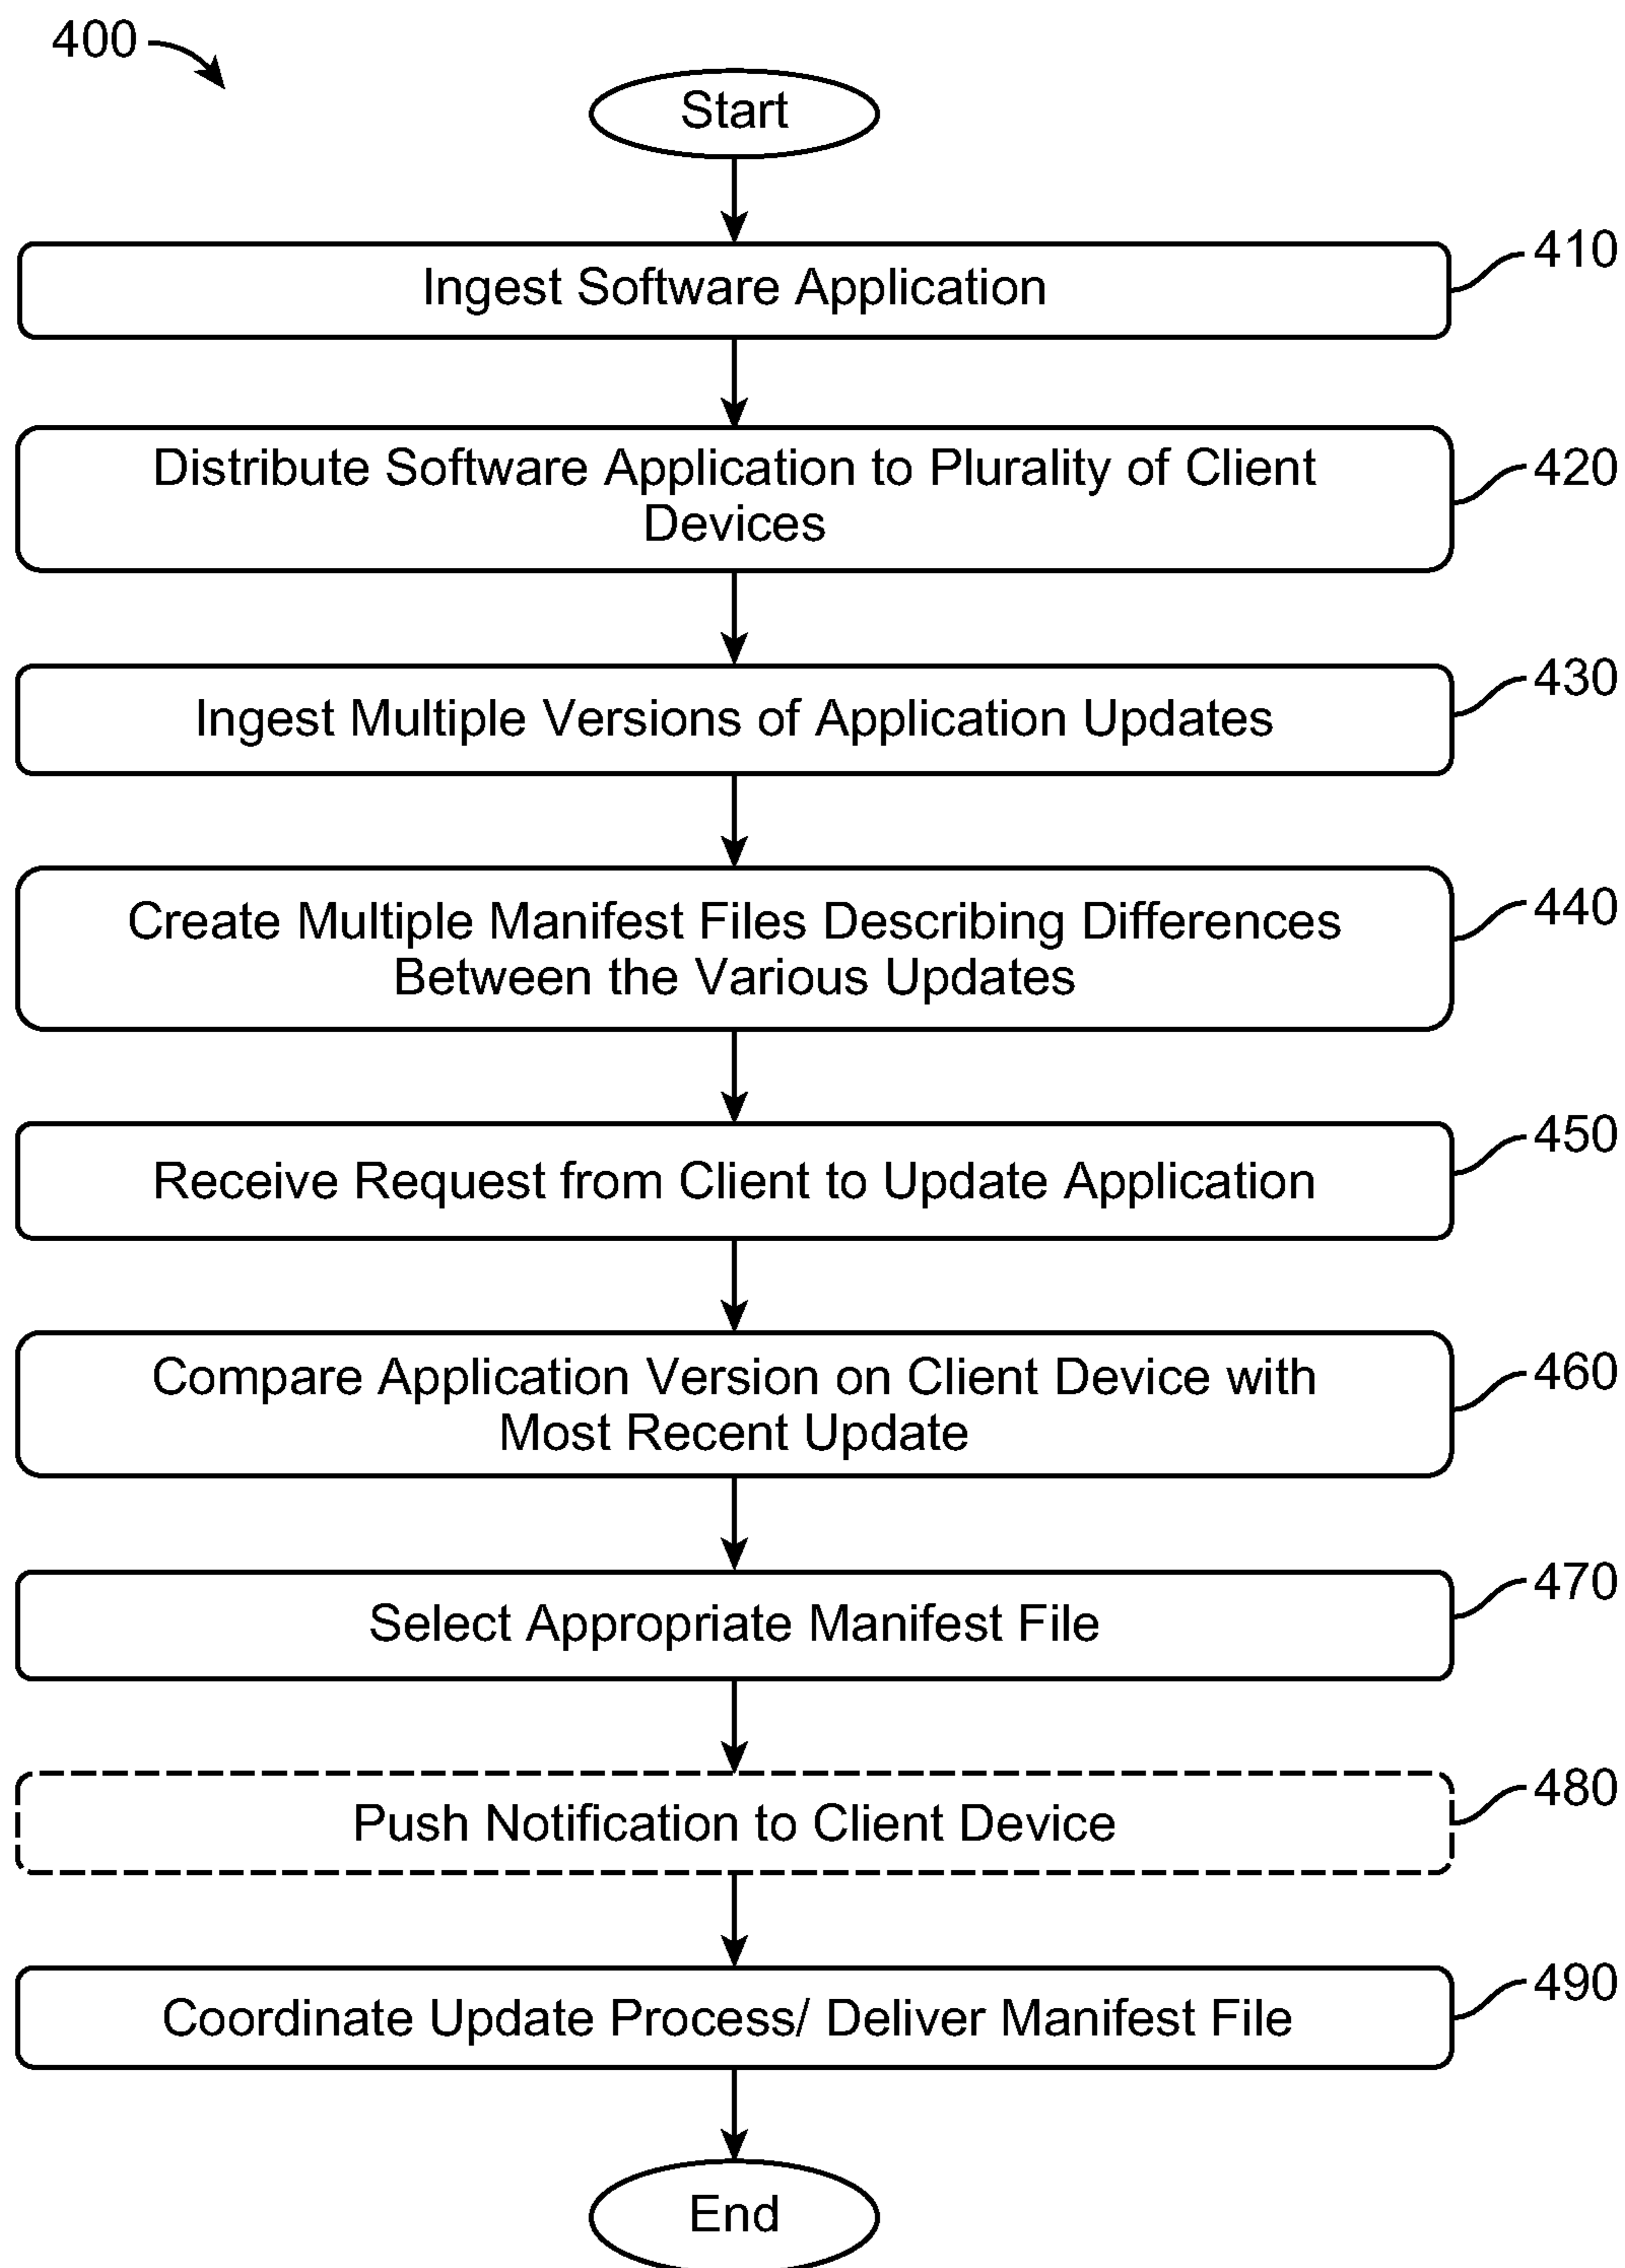 400
Start
Ingest Software Application
410
Distribute Software Application to Plurality of Client
Devices
420
Ingest Multiple Versions of Application Updates
430
Create Multiple Manifest Files Describing Differences
Between the Various Updates
440
Receive Request from Client to Update Application
450
Compare Application Version on Client Device with
Most Recent Update
460
Select Appropriate Manifest File
470
Push Notification to Client Device
480
Coordinate Update Process/ Deliver Manifest File
490
End